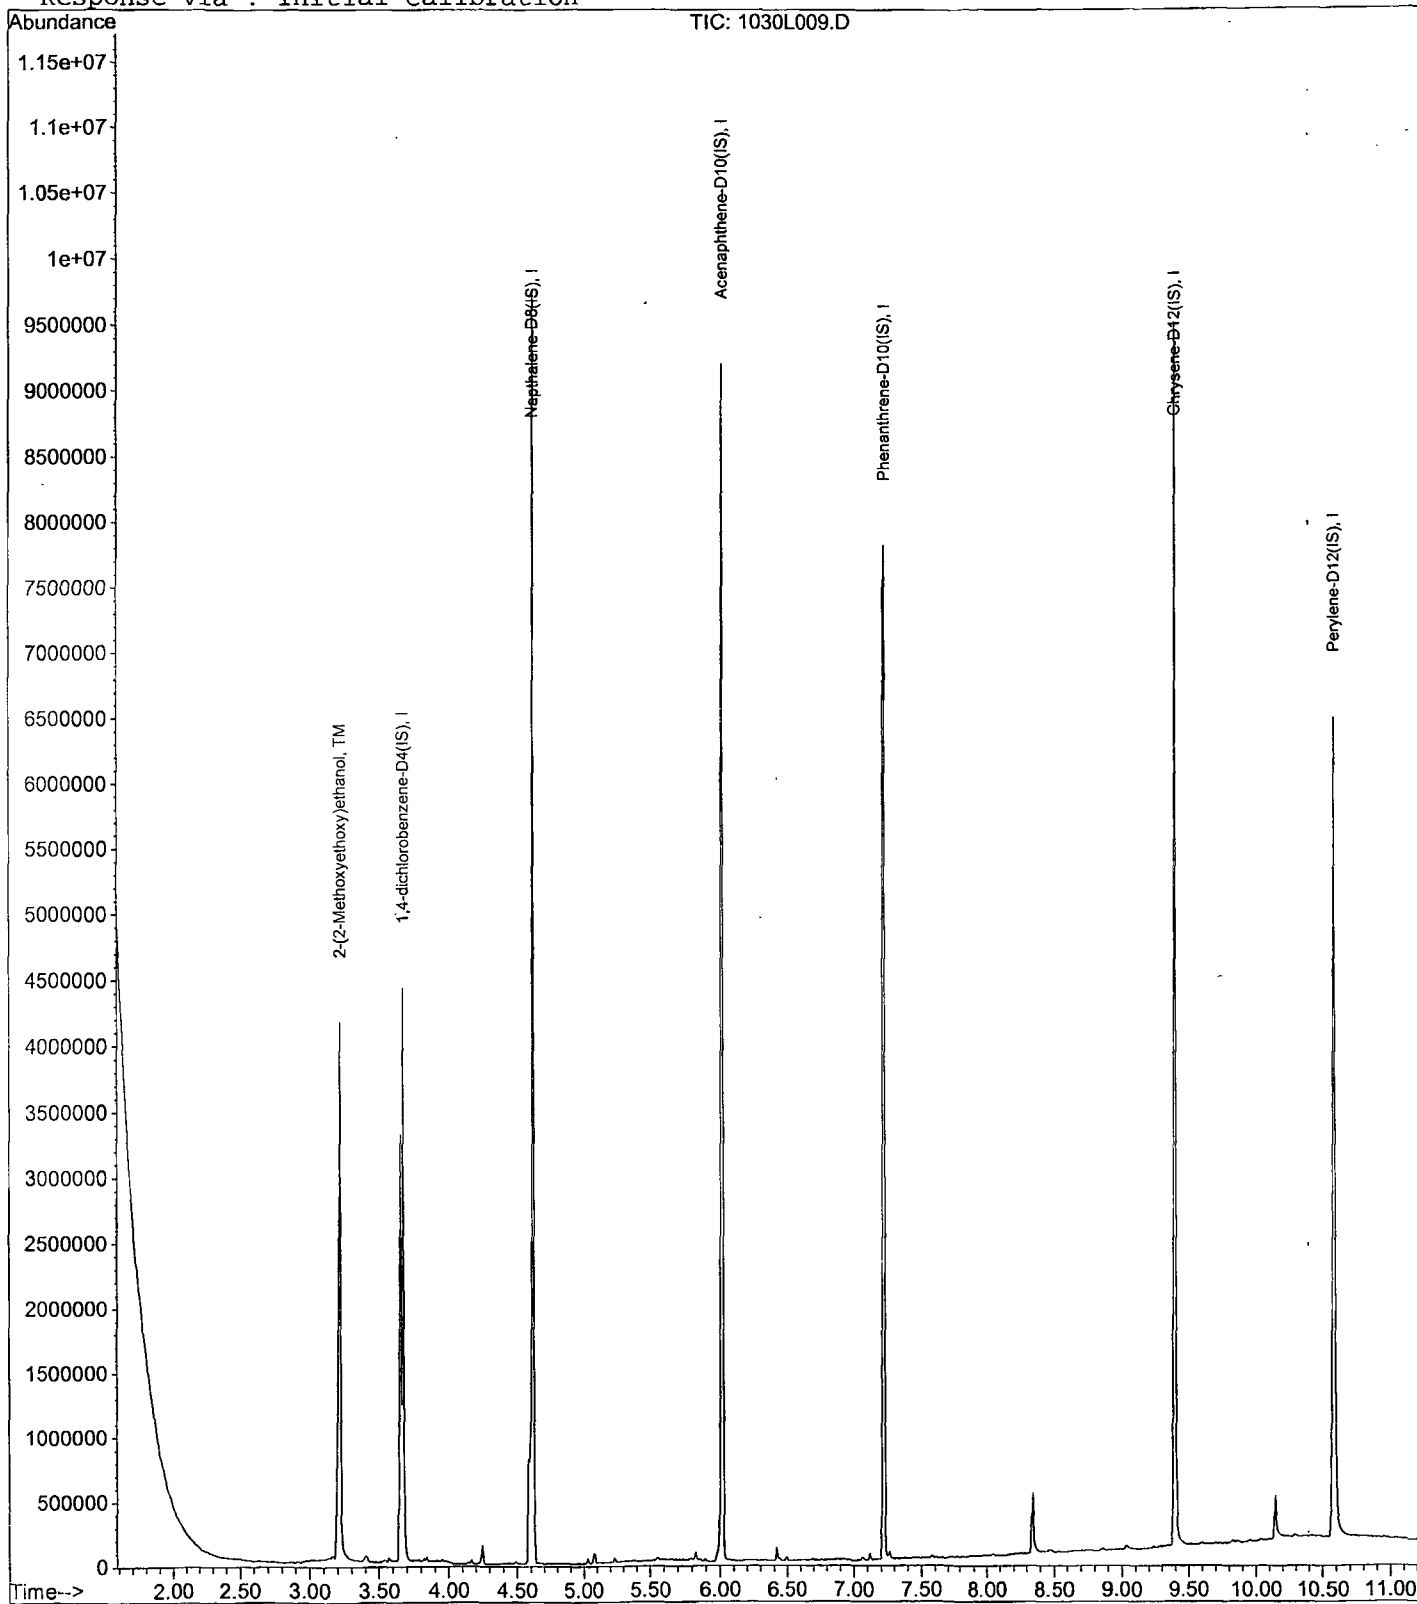 Response via : Initial Calibration
Abundance
TIC: 1030L009.D
1.15e+07
1.1e+07
1.05e+07
1e+07
9500000
9000000
8500000
8000000
7500000
7000000
6500000
6000000
5500000
5000000
4500000
4000000
3500000
3000000
2500000
2000000
1500000
1000000
500000
0
2-(2-Methoxyethoxy)ethanol, TM
1,4-dichlorobenzene-D4(IS), I
Napthalene-D8(IS), I
Acenaphthene-D10(IS), I
Phenanthrene-D10(IS), I
Chrysene-D12(IS), I
Perylene-D12(IS), I
Time-->
2.00 2.50 3.00 3.50 4.00 4.50 5.00 5.50 6.00 6.50 7.00 7.50 8.00 8.50 9.00 9.50 10.00 10.50 11.00